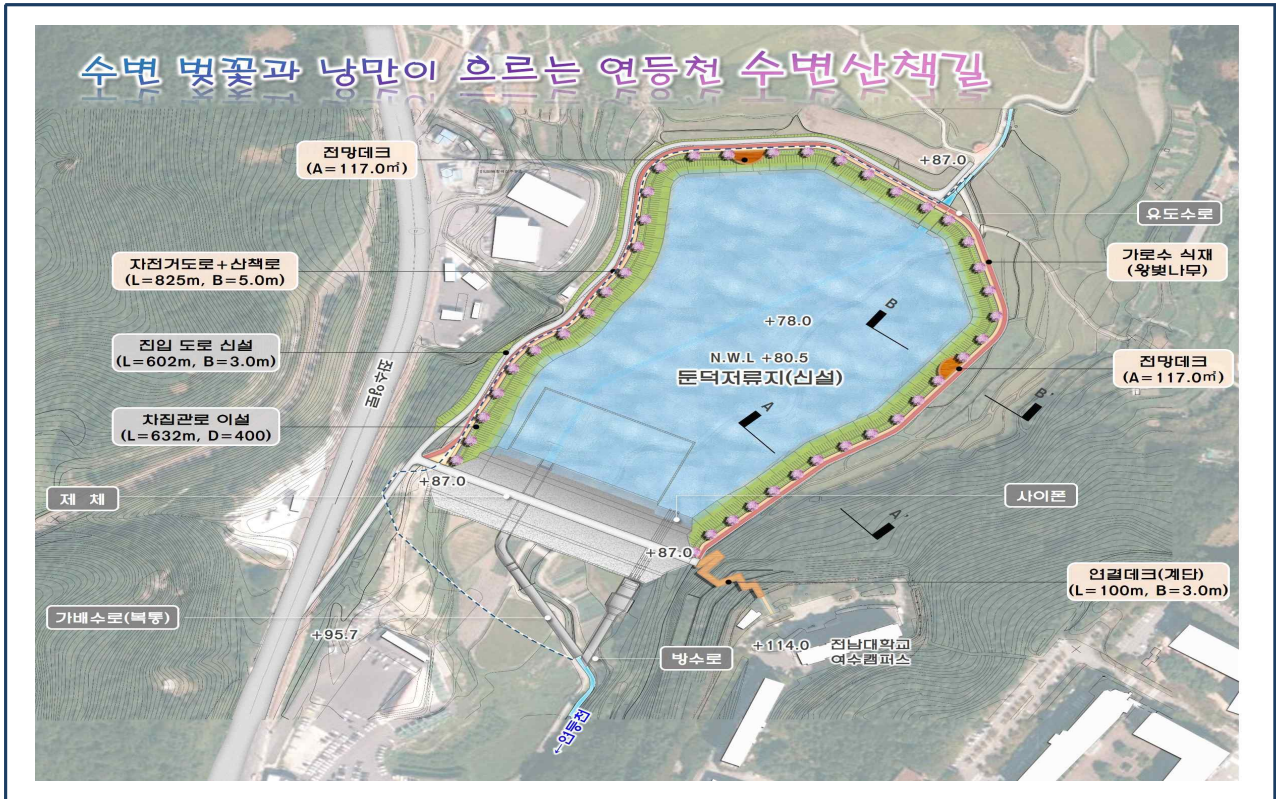 수변 벚꽃과 낭만이 흐르는 연등천 수변산책길
전망데크
(A=117.0㎡)
+87.0
유도수로
자전거도로+산책로
(L=825m, B=5.0m)
가로수 식재
(왕벚나무)
진입 도로 신설
(L=602m, B=3.0m)
+78.0
B
N.W.L +80.5
둔덕저류지(신설)
전망데크
(A=117.0㎡)
진수영로
차집관로 이설
(L=632m, D=400)
A
B'
+87.0
제 체
사이폰
A'
+87.0
연결데크(계단)
(L=100m, B=3.0m)
가배수로(복통)
+95.7
방수로
+114.0
전남대학교
여수캠퍼스
←연등천